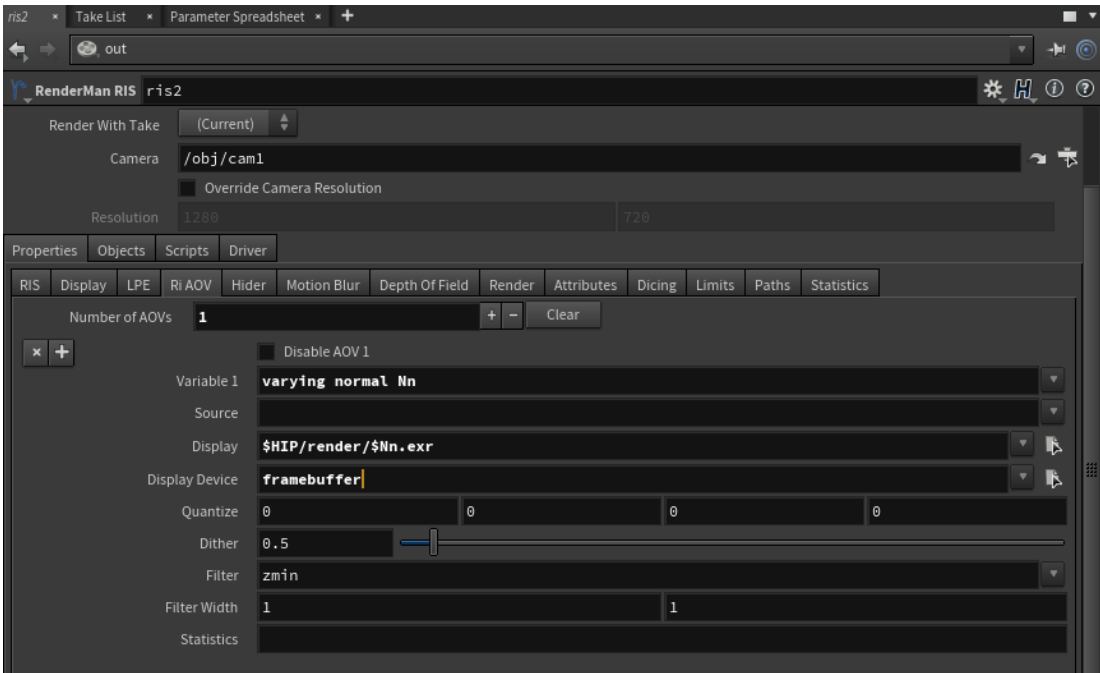 ris2 × Take List × Parameter Spreadsheet × +
out
RenderMan RIS ris2
Render With Take (Current)
Camera /obj/cam1
Override Camera Resolution
Resolution 1280 720
Properties Objects Scripts Driver
RIS Display LPE Ri AOV Hider Motion Blur Depth Of Field Render Attributes Dicing Limits Paths Statistics
Number of AOVs 1 + - Clear
× + Disable AOV 1
Variable 1 varying normal Nn
Source
Display $HIP/render/$Nn.exr
Display Device framebuffer
Quantize 0 0 0 0
Dither 0.5
Filter zmin
Filter Width 1 1
Statistics